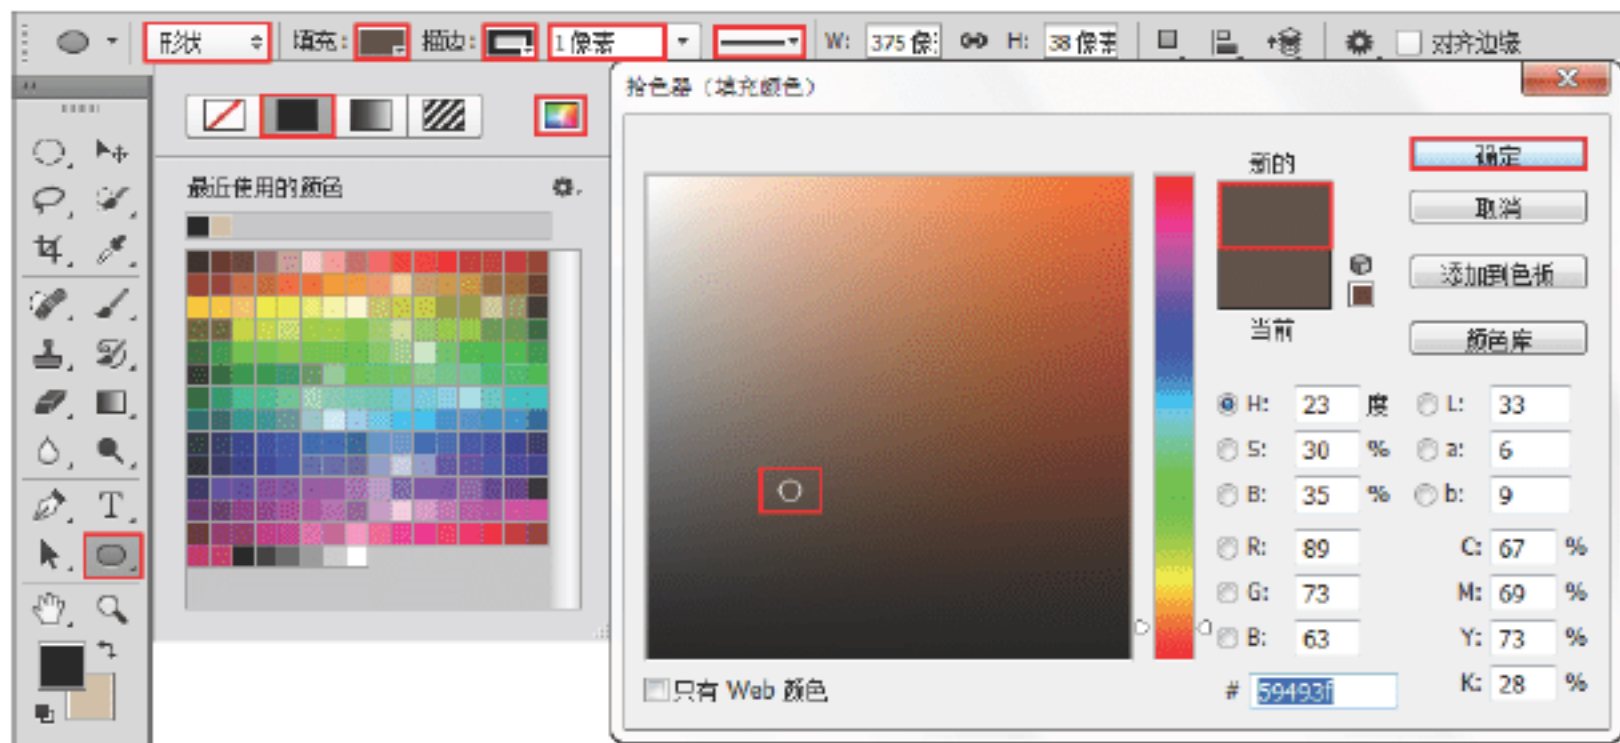 形状 填充: 描边: 1 像素 W: 375 像 H: 38 像素 对齐边缘
拾色器（填充颜色）
最近使用的颜色
新的
当前
确定
取消
添加到色板
颜色库
H: 23 度 L: 33
S: 30 % a: 6
B: 35 % b: 9
R: 89 C: 67 %
G: 73 M: 69 %
B: 63 Y: 73 %
# 59493f K: 28 %
只有 Web 颜色
T